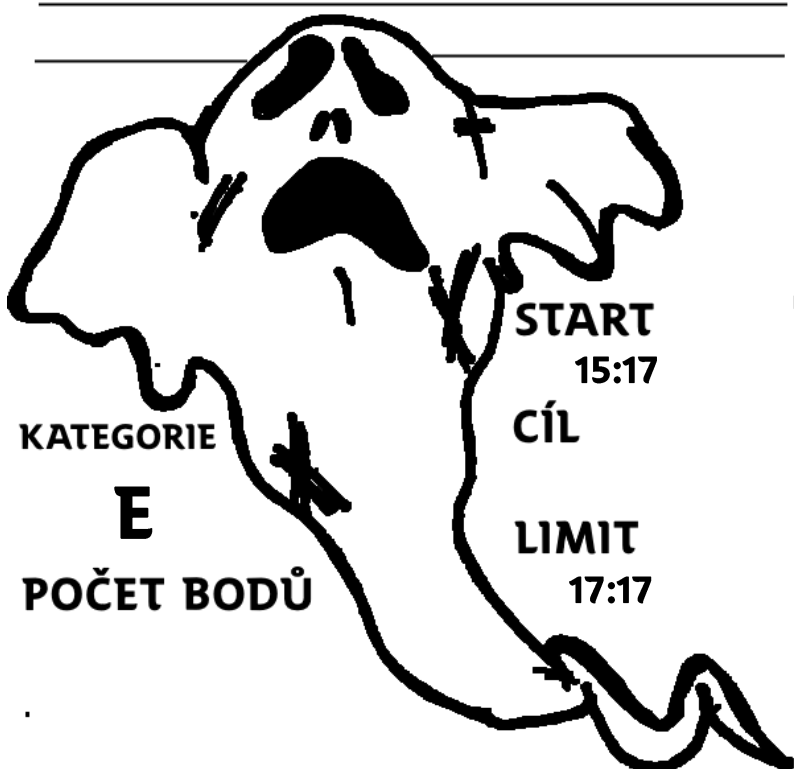 START
15:17
CÍL
KATEGORIE
E
LIMIT
17:17
POČET BODŮ